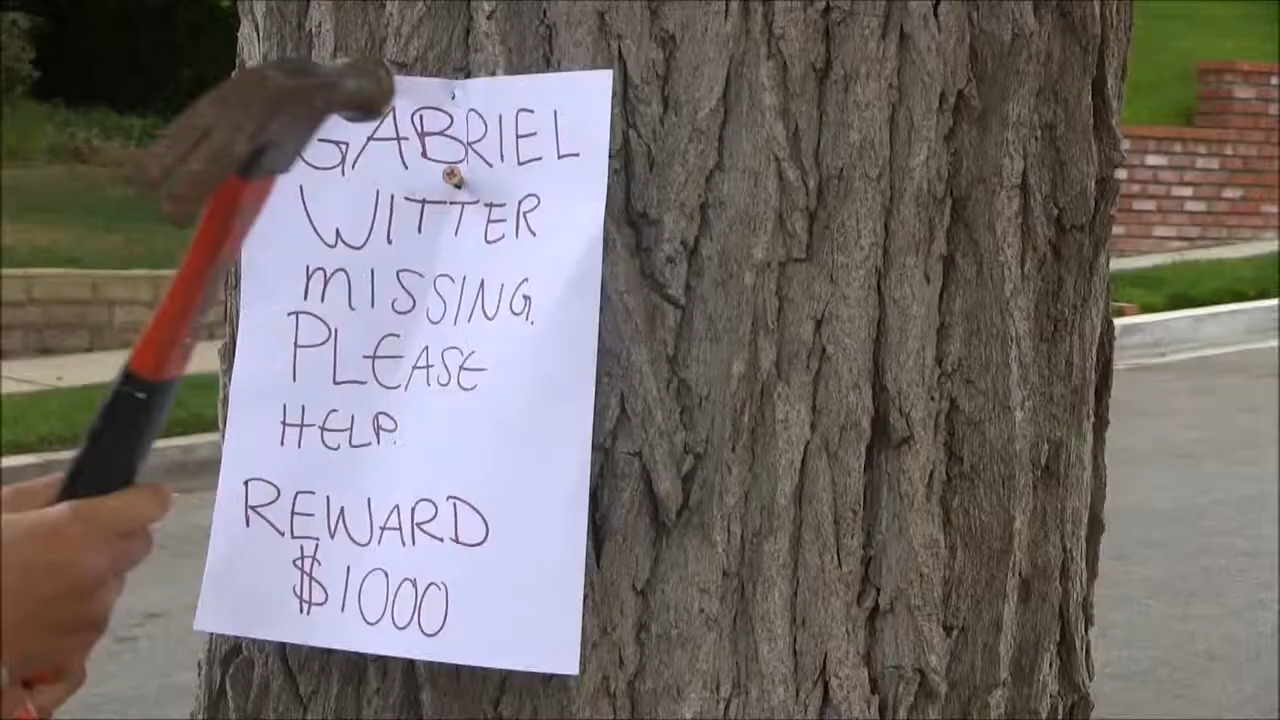 GABRIEL
WITTER
MISSING.
PLEASE
HELP.
REWARD
$1000